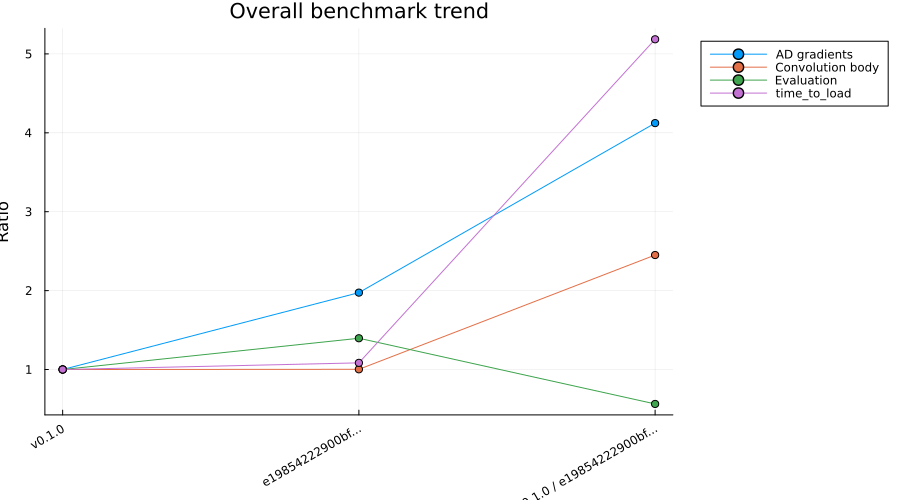 Overall benchmark trend
AD gradients
Convolution body
Evaluation
time_to_load
Ratio
5
4
3
2
1
v0.1.0
e19854222900bf...
.1.0 / e19854222900bf...